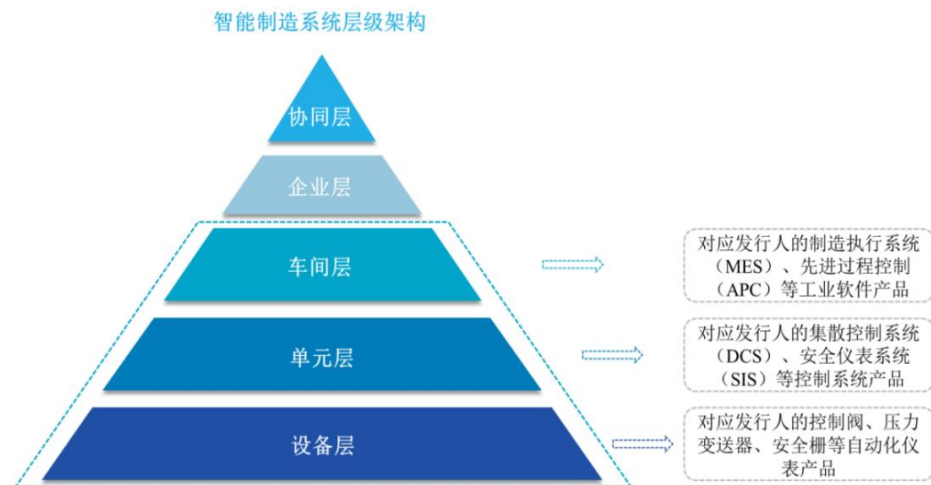 智能制造系统层级架构
协同层
企业层
车间层
对应发行人的制造执行系统
（MES）、先进过程控制
（APC）等工业软件产品
单元层
对应发行人的集散控制系统
（DCS）、安全仪表系统
（SIS）等控制系统产品
设备层
对应发行人的控制阀、压力
变送器、安全栅等自动化仪
表产品